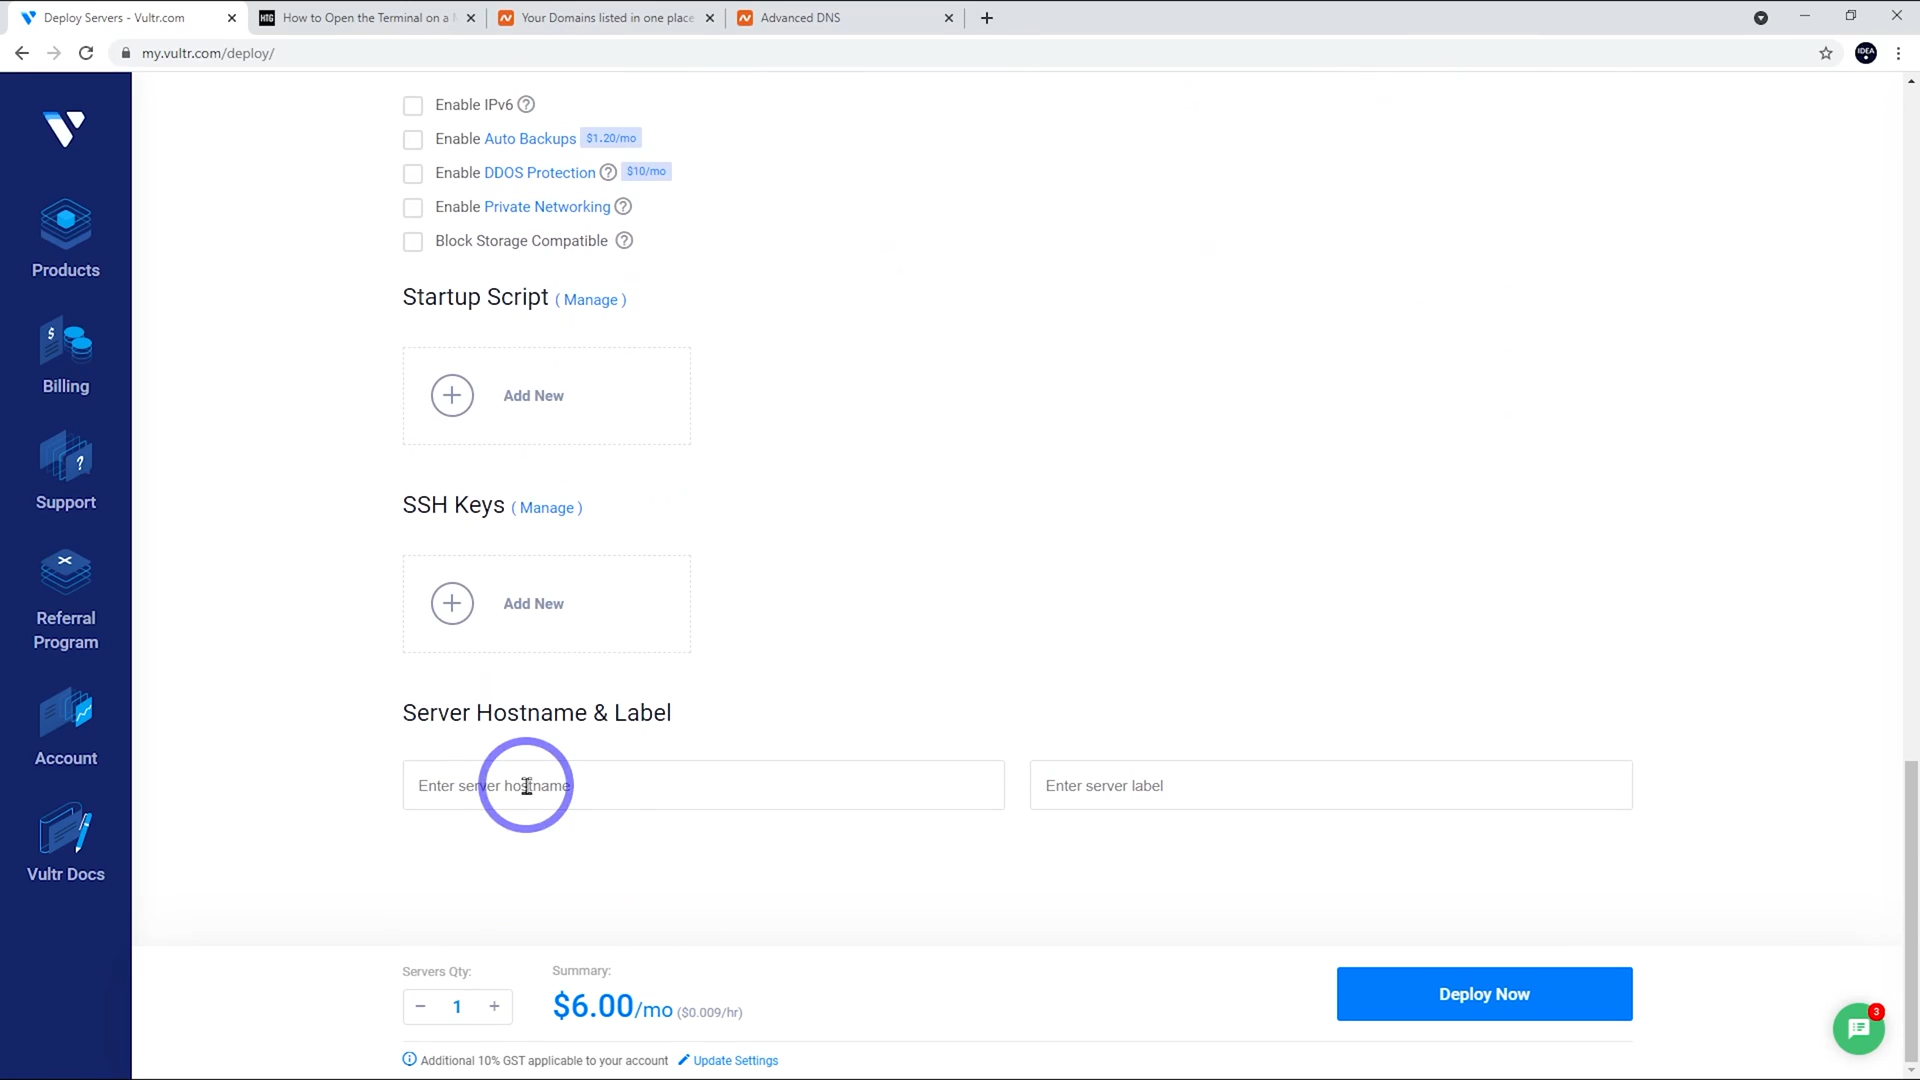 Deploy Servers - Vultr.com
HTG How to Open the Terminal on a M
Your Domains listed in one place
Advanced DNS
my.vultr.com/deploy/
IDEA
Enable IPv6 ?
Enable Auto Backups $1.20/mo
Enable DDOS Protection ? $10/mo
Enable Private Networking ?
Block Storage Compatible ?
Products
Startup Script ( Manage )
$
Billing
Add New
?
Support
SSH Keys ( Manage )
Add New
Referral
Program
Server Hostname & Label
Account
Enter server hostname
Enter server label
Vultr Docs
Servers Qty:
Summary:
− 1 +
$6.00/mo ($0.009/hr)
Deploy Now
3
Additional 10% GST applicable to your account Update Settings